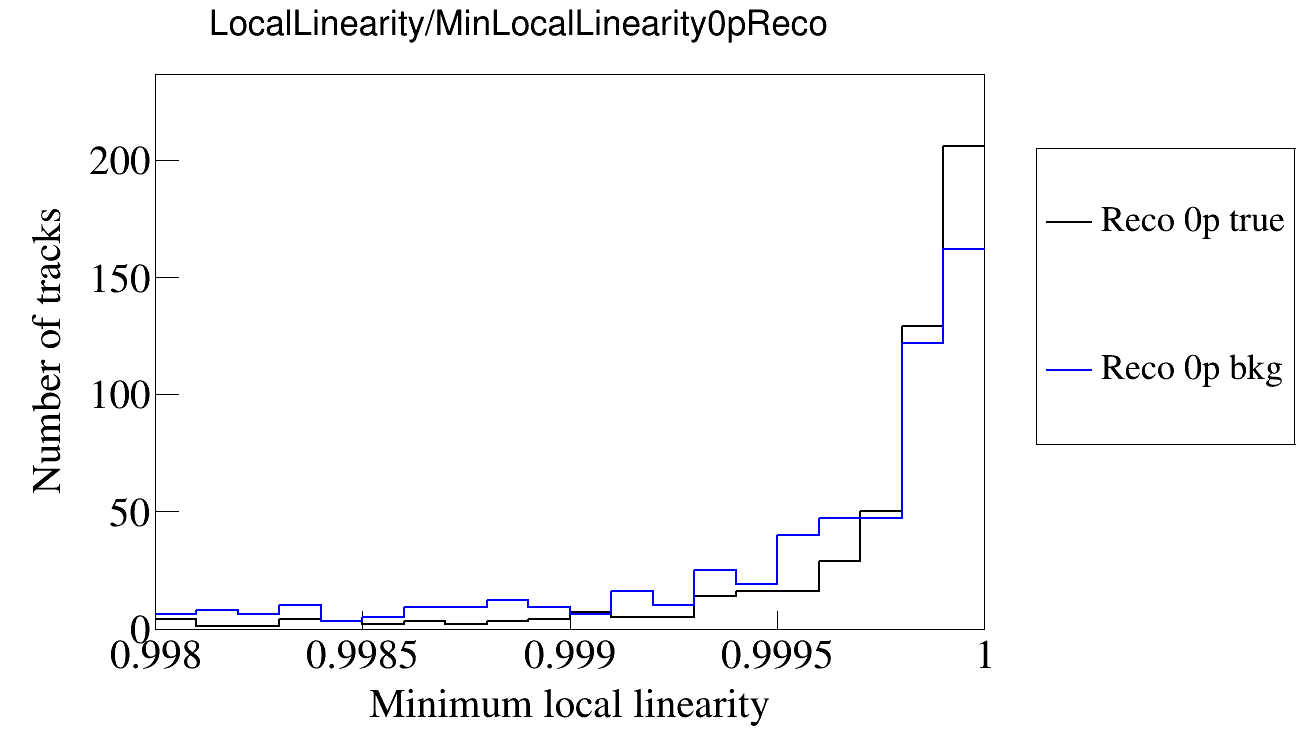 LocalLinearity/MinLocalLinearity0pReco
Number of tracks
200
150
100
50
0
0.998
0.9985
0.999
0.9995
1
Minimum local linearity
Reco 0p true
Reco 0p bkg